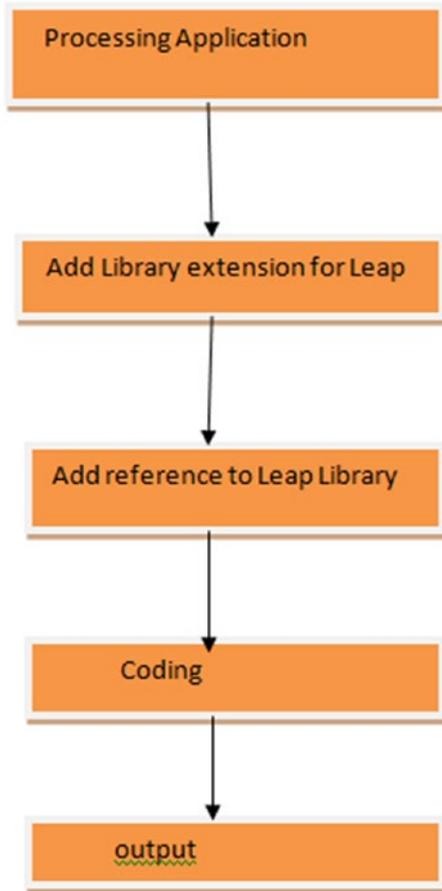 Processing Application
Add Library extension for Leap
Add reference to Leap Library
Coding
output